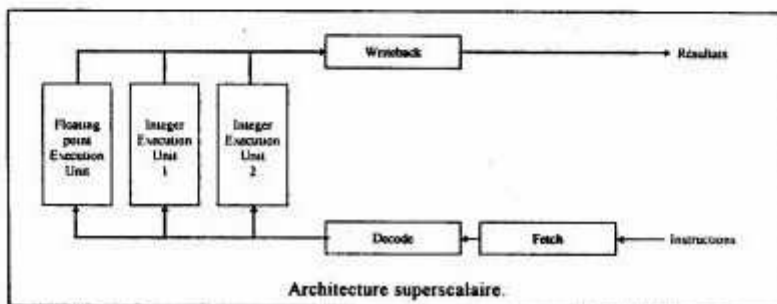 Writeback
Résultats
Floating
point
Execution
Unit
Integer
Execution
Unit
1
Integer
Execution
Unit
2
Decode
Fetch
Instructions
Architecture superscalaire.